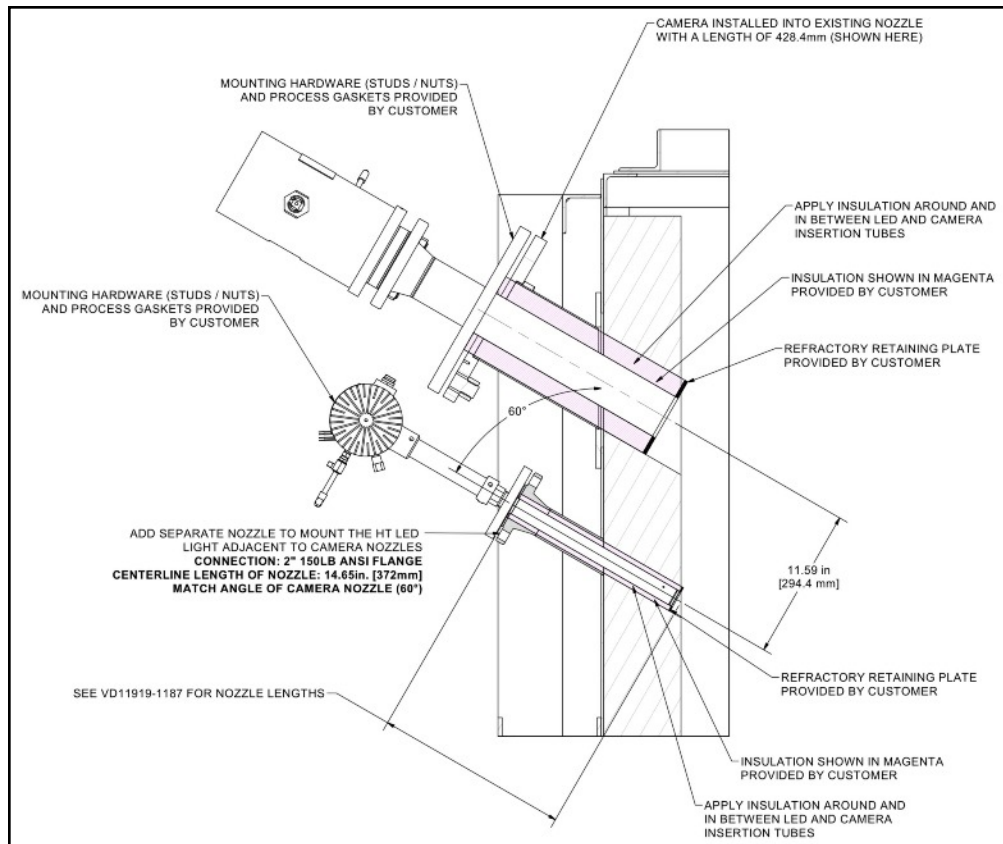 CAMERA INSTALLED INTO EXISTING NOZZLE
WITH A LENGTH OF 428.4mm (SHOWN HERE)
MOUNTING HARDWARE (STUDS / NUTS)
AND PROCESS GASKETS PROVIDED
BY CUSTOMER
APPLY INSULATION AROUND AND
IN BETWEEN LED AND CAMERA
INSERTION TUBES
INSULATION SHOWN IN MAGENTA
PROVIDED BY CUSTOMER
MOUNTING HARDWARE (STUDS / NUTS)
AND PROCESS GASKETS PROVIDED
BY CUSTOMER
REFRACTORY RETAINING PLATE
PROVIDED BY CUSTOMER
60°
ADD SEPARATE NOZZLE TO MOUNT THE HT LED
LIGHT ADJACENT TO CAMERA NOZZLES
CONNECTION: 2" 150LB ANSI FLANGE
CENTERLINE LENGTH OF NOZZLE: 14.65in. [372mm]
MATCH ANGLE OF CAMERA NOZZLE (60°)
11.59 in
[294.4 mm]
REFRACTORY RETAINING PLATE
PROVIDED BY CUSTOMER
SEE VD11919-1187 FOR NOZZLE LENGTHS
INSULATION SHOWN IN MAGENTA
PROVIDED BY CUSTOMER
APPLY INSULATION AROUND AND
IN BETWEEN LED AND CAMERA
INSERTION TUBES